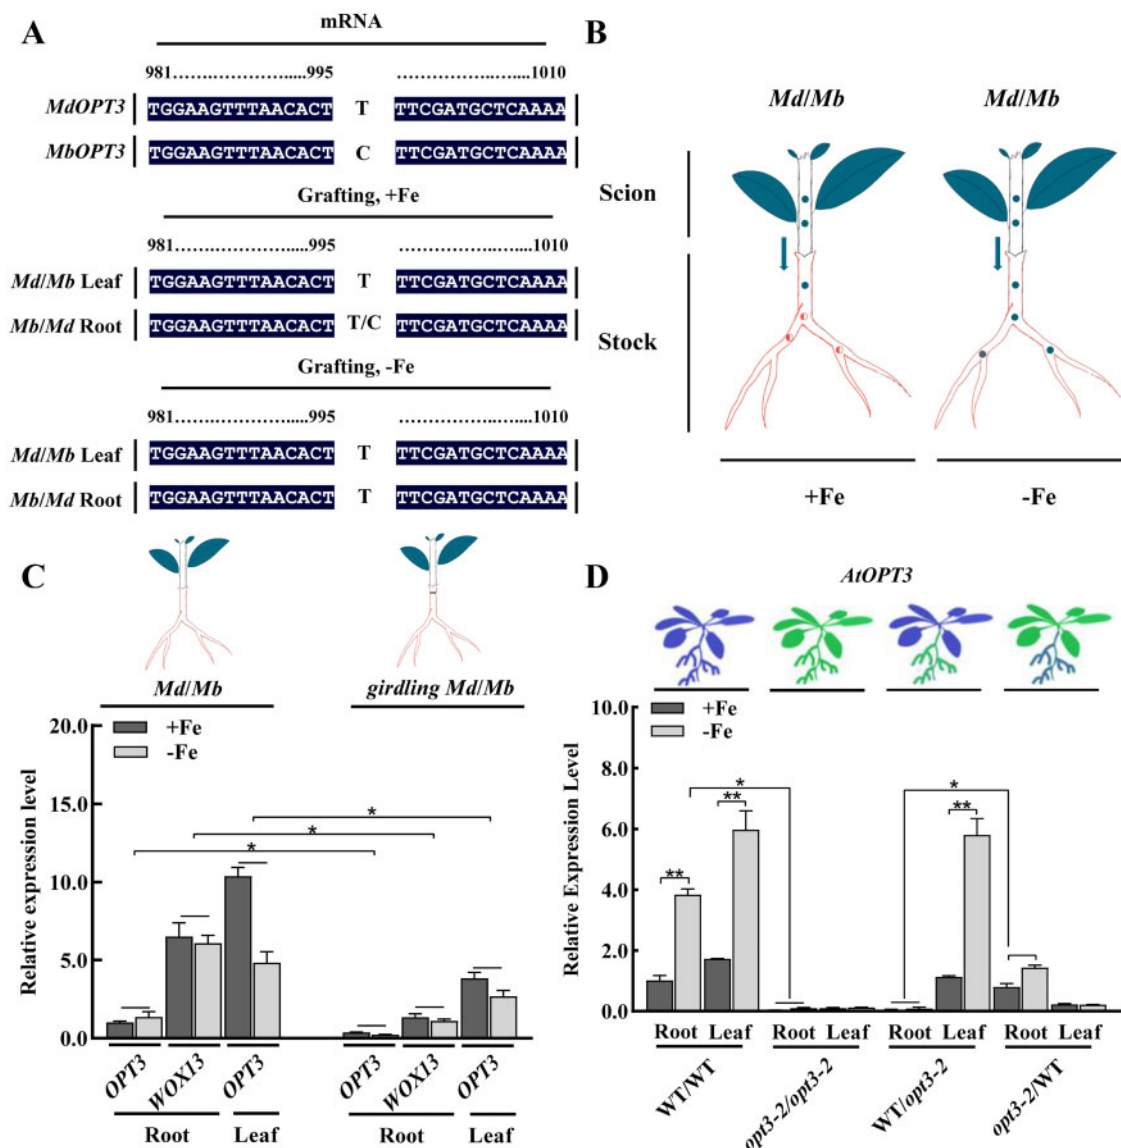 A
mRNA
981.......................995 .......................1010
MdOPT3 TGGAAGTTTAACACT T TTCGATGCTCAAAA
MbOPT3 TGGAAGTTTAACACT C TTCGATGCTCAAAA
Grafting, +Fe
981.......................995 .......................1010
Md/Mb Leaf TGGAAGTTTAACACT T TTCGATGCTCAAAA
Mb/Md Root TGGAAGTTTAACACT T/C TTCGATGCTCAAAA
Grafting, -Fe
981.......................995 .......................1010
Md/Mb Leaf TGGAAGTTTAACACT T TTCGATGCTCAAAA
Mb/Md Root TGGAAGTTTAACACT T TTCGATGCTCAAAA
B
Md/Mb Md/Mb
Scion
Stock
+Fe -Fe
C
Md/Mb girdling Md/Mb
+Fe
-Fe
Relative expression level
20.0
15.0
10.0
5.0
0.0
* * *
OPT3 WOX13 OPT3 OPT3 WOX13 OPT3
Root Leaf Root Leaf
D
AtOPT3
+Fe
-Fe
Relative Expression Level
10.0
8.0
6.0
4.0
2.0
0.0
** ** * * **
Root Leaf Root Leaf Root Leaf Root Leaf
WT/WT opt3-2/opt3-2 WT/opt3-2 opt3-2/WT